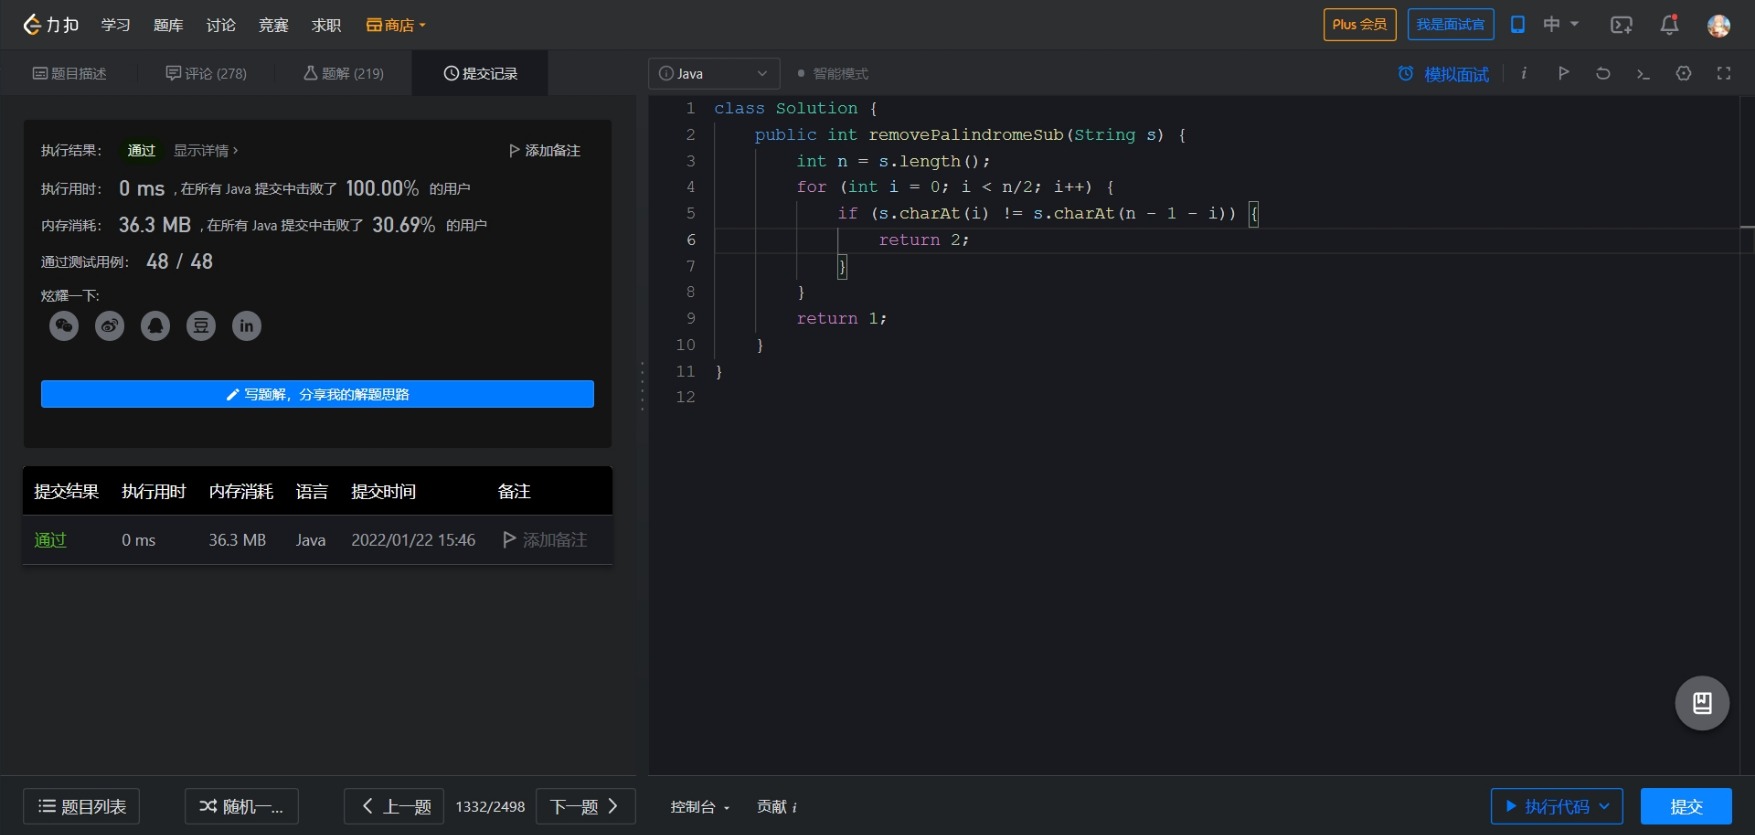 力扣 学习 题库 讨论 竞赛 求职 商店 Plus 会员 我是面试官 中
题目描述 评论 (278) 题解 (219) 提交记录
Java 智能模式 模拟面试 i
执行结果： 通过 显示详情 › 添加备注
执行用时： 0 ms , 在所有 Java 提交中击败了 100.00% 的用户
内存消耗： 36.3 MB , 在所有 Java 提交中击败了 30.69% 的用户
通过测试用例： 48 / 48
炫耀一下:
豆 in
写题解，分享我的解题思路
提交结果 执行用时 内存消耗 语言 提交时间 备注
通过 0 ms 36.3 MB Java 2022/01/22 15:46 添加备注
1 class Solution {
2     public int removePalindromeSub(String s) {
3         int n = s.length();
4         for (int i = 0; i < n/2; i++) {
5             if (s.charAt(i) != s.charAt(n - 1 - i)) {
6                 return 2;
7             }
8         }
9         return 1;
10     }
11 }
12
题目列表 随机一... 上一题 1332/2498 下一题 控制台 贡献 i 执行代码 提交